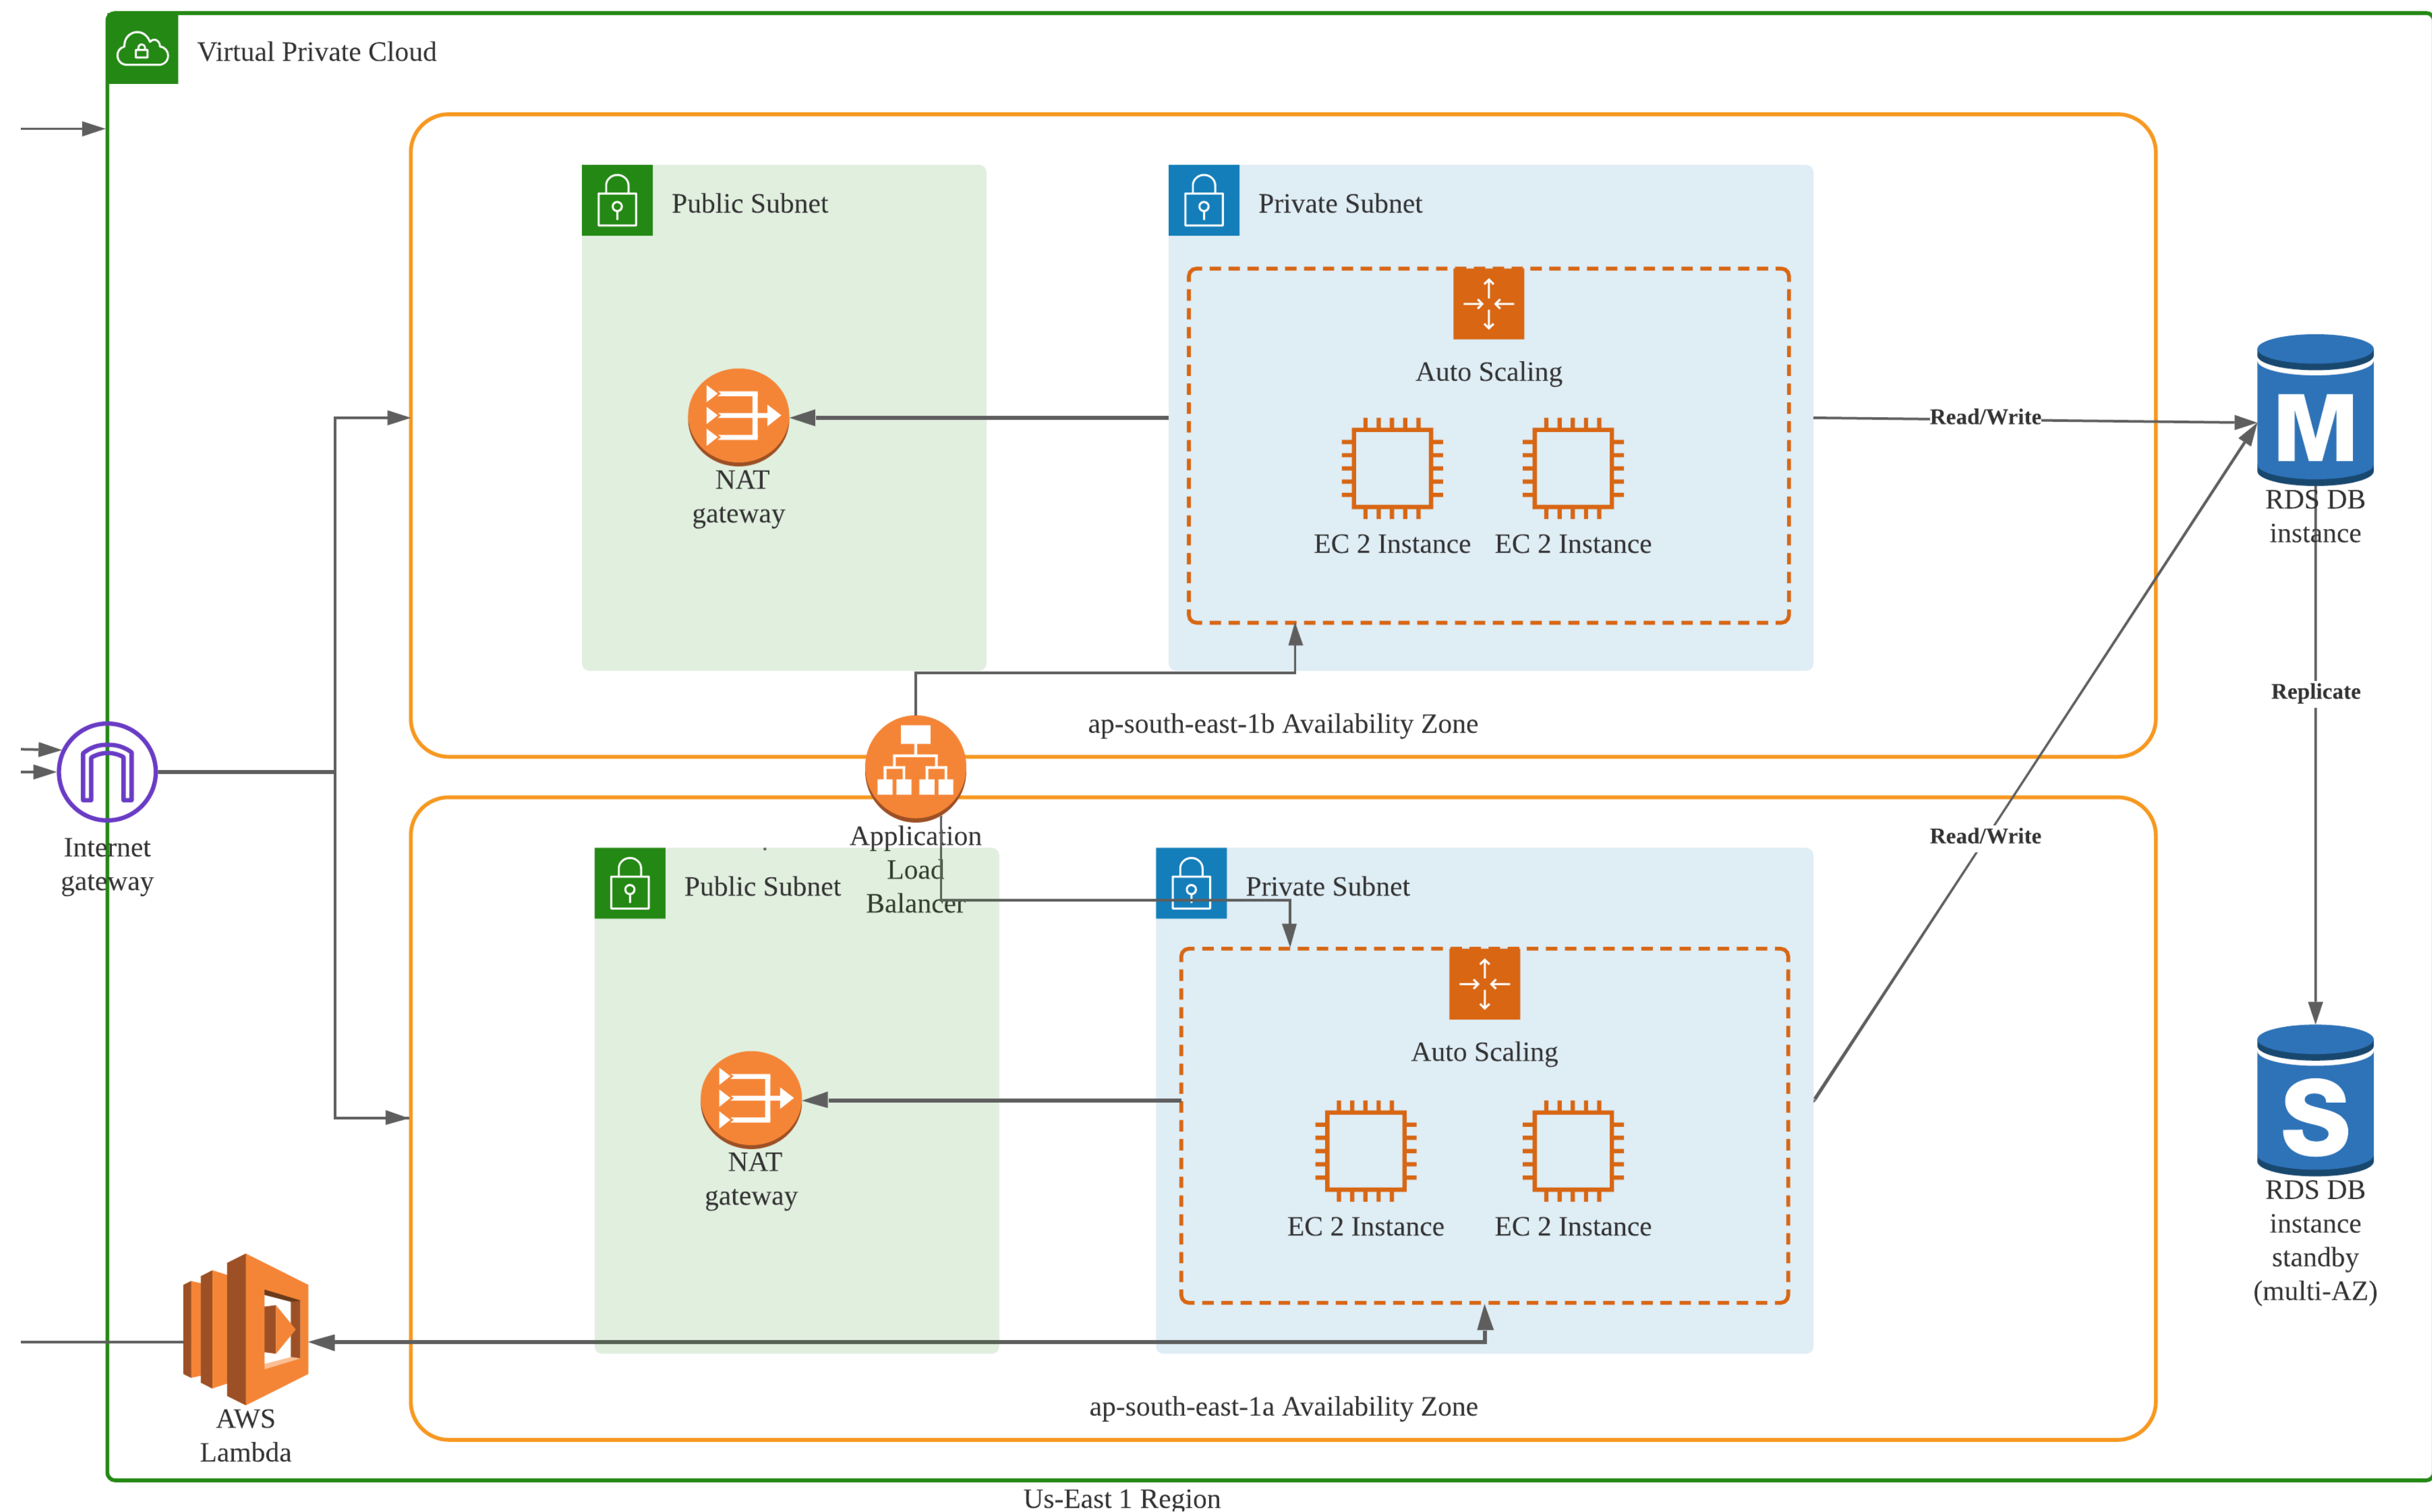 Virtual Private Cloud
Public Subnet
Private Subnet
Auto Scaling
NAT
gateway
EC 2 Instance
EC 2 Instance
Read/Write
M
RDS DB
instance
Replicate
ap-south-east-1b Availability Zone
Internet
gateway
Application
Load
Balancer
Read/Write
Public Subnet
Private Subnet
Auto Scaling
NAT
gateway
EC 2 Instance
EC 2 Instance
S
RDS DB
instance
standby
(multi-AZ)
AWS
Lambda
ap-south-east-1a Availability Zone
Us-East 1 Region